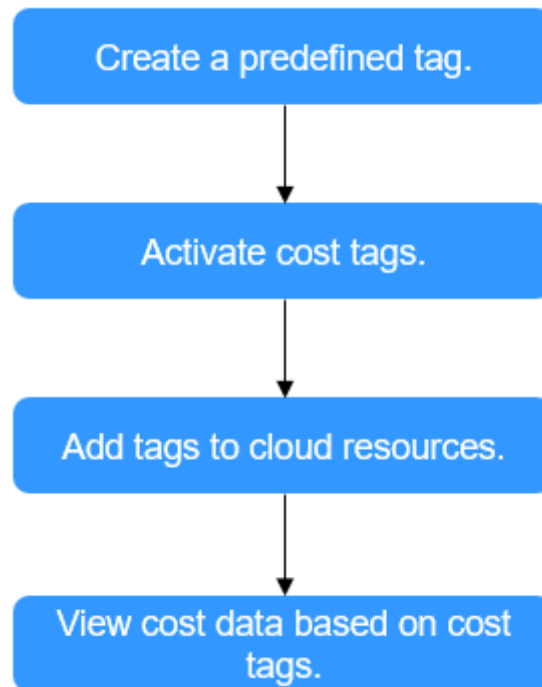 Create a predefined tag.
Activate cost tags.
Add tags to cloud resources.
View cost data based on cost
tags.